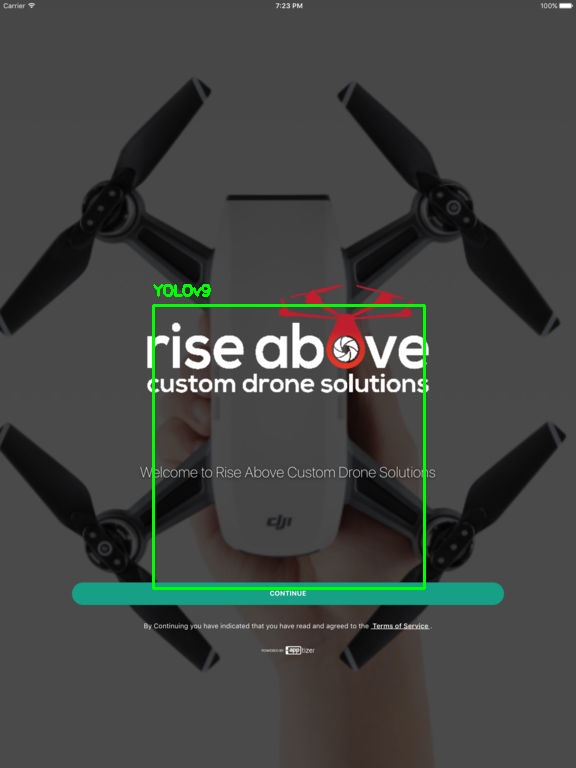 Carrier 7:23 PM 100%
YOLOv9
rise above
custom drone solutions
Welcome to Rise Above Custom Drone Solutions
dji
CONTINUE
By Continuing you have indicated that you have read and agreed to the Terms of Service.
POWERED BY apptizer